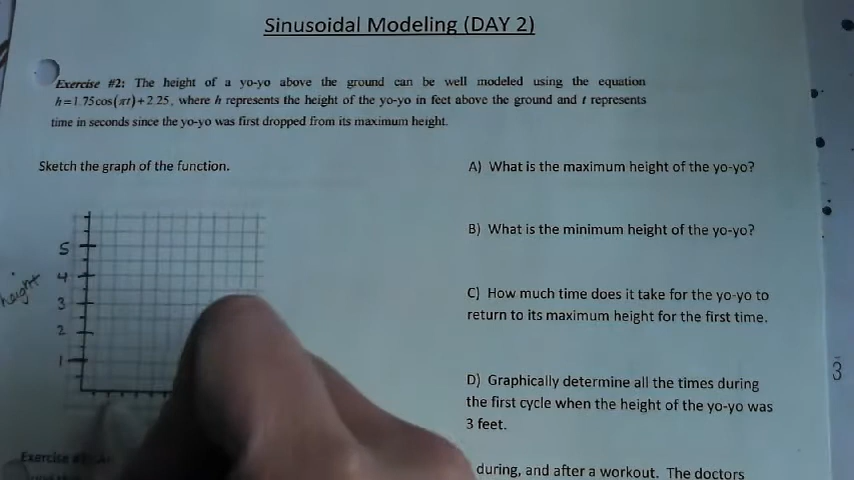 Sinusoidal Modeling (DAY 2)
Exercise #2: The height of a yo-yo above the ground can be well modeled using the equation
h=1.75cos(πt)+2.25, where h represents the height of the yo-yo in feet above the ground and t represents
time in seconds since the yo-yo was first dropped from its maximum height.
Sketch the graph of the function.
5
4
3
2
1
height
A) What is the maximum height of the yo-yo?
B) What is the minimum height of the yo-yo?
C) How much time does it take for the yo-yo to
return to its maximum height for the first time.
D) Graphically determine all the times during
the first cycle when the height of the yo-yo was
3 feet.
3
Exercise
during, and after a workout. The doctors